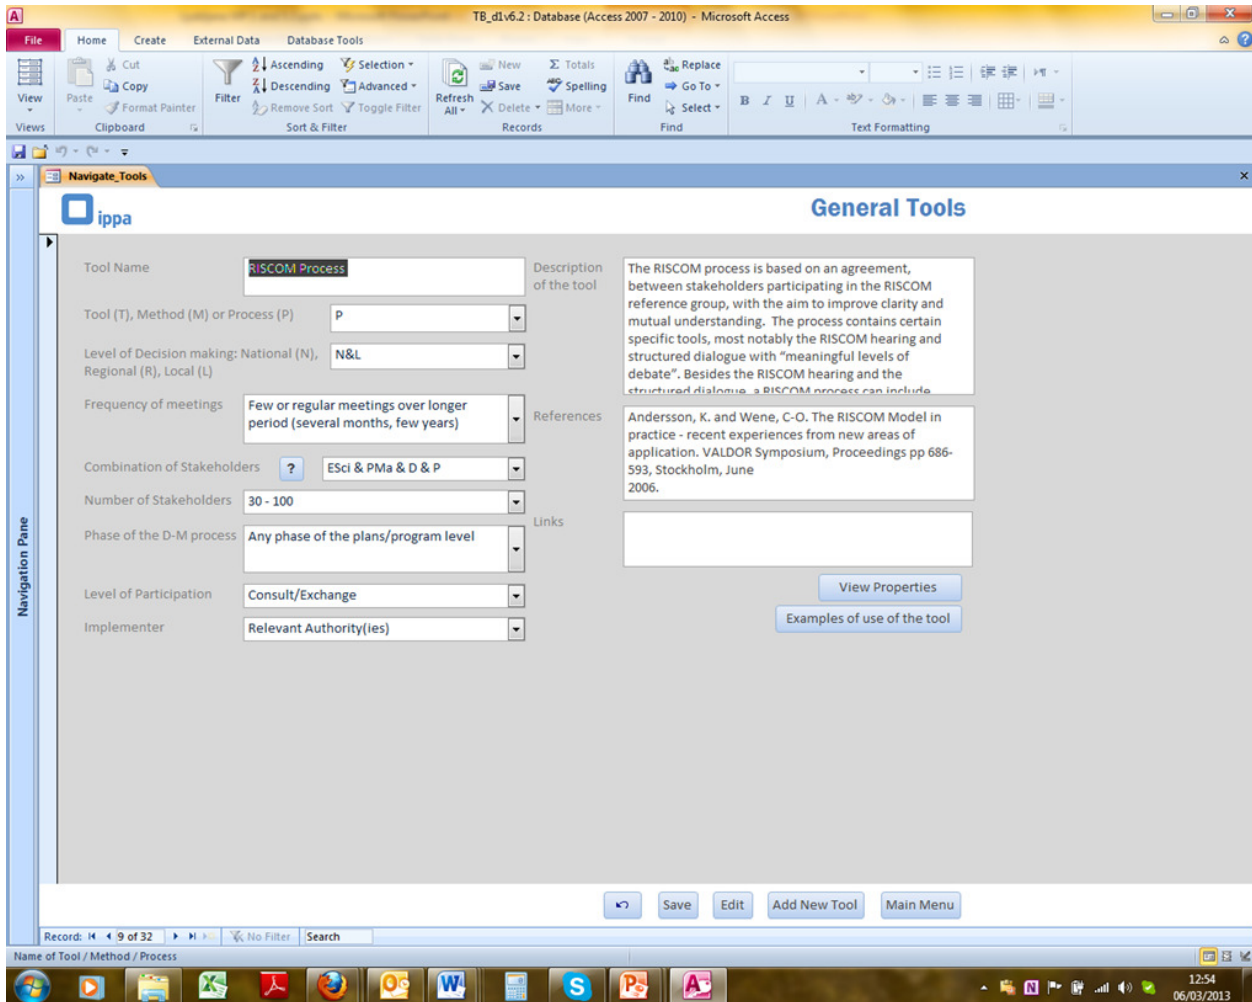 TB_d1v6.2 : Database (Access 2007 - 2010) - Microsoft Access
File Home Create External Data Database Tools
View
Views
Paste
Cut
Copy
Format Painter
Clipboard
Filter
Ascending
Descending
Remove Sort
Selection
Advanced
Toggle Filter
Sort & Filter
Refresh
All
New
Save
Delete
Totals
Spelling
More
Records
Find
Replace
Go To
Select
Find
B I U A
Text Formatting
Navigate_Tools
ippa
General Tools
Tool Name
RISCOM Process
Tool (T), Method (M) or Process (P)
P
Level of Decision making: National (N),
Regional (R), Local (L)
N&L
Frequency of meetings
Few or regular meetings over longer
period (several months, few years)
Combination of Stakeholders
?
ESci & PMa & D & P
Number of Stakeholders
30 - 100
Phase of the D-M process
Any phase of the plans/program level
Level of Participation
Consult/Exchange
Implementer
Relevant Authority(ies)
Description
of the tool
The RISCOM process is based on an agreement,
between stakeholders participating in the RISCOM
reference group, with the aim to improve clarity and
mutual understanding. The process contains certain
specific tools, most notably the RISCOM hearing and
structured dialogue with “meaningful levels of
debate”. Besides the RISCOM hearing and the
structured dialogue, a RISCOM process can include
References
Andersson, K. and Wene, C-O. The RISCOM Model in
practice - recent experiences from new areas of
application. VALDOR Symposium, Proceedings pp 686-
593, Stockholm, June
2006.
Links
View Properties
Examples of use of the tool
Navigation Pane
Save Edit Add New Tool Main Menu
Record: 9 of 32 No Filter Search
Name of Tool / Method / Process
12:54
06/03/2013